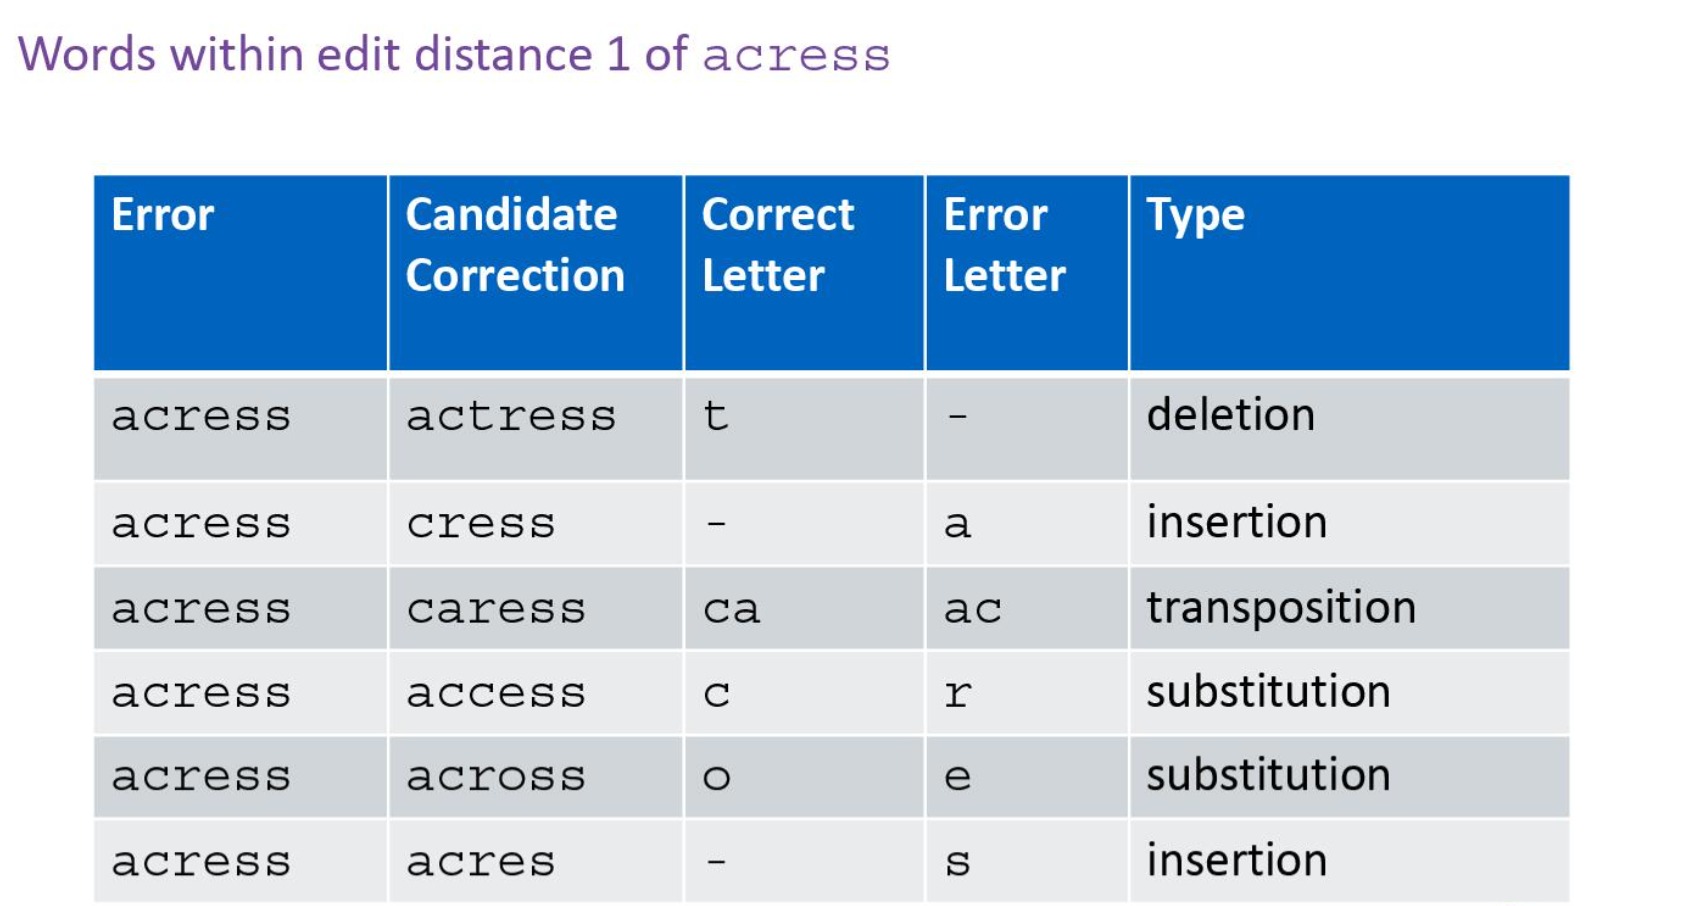 Words within edit distance 1 of acress
Error Candidate Correction Correct Letter Error Letter Type
acress actress t - deletion
acress cress - a insertion
acress caress ca ac transposition
acress access c r substitution
acress across o e substitution
acress acres - s insertion